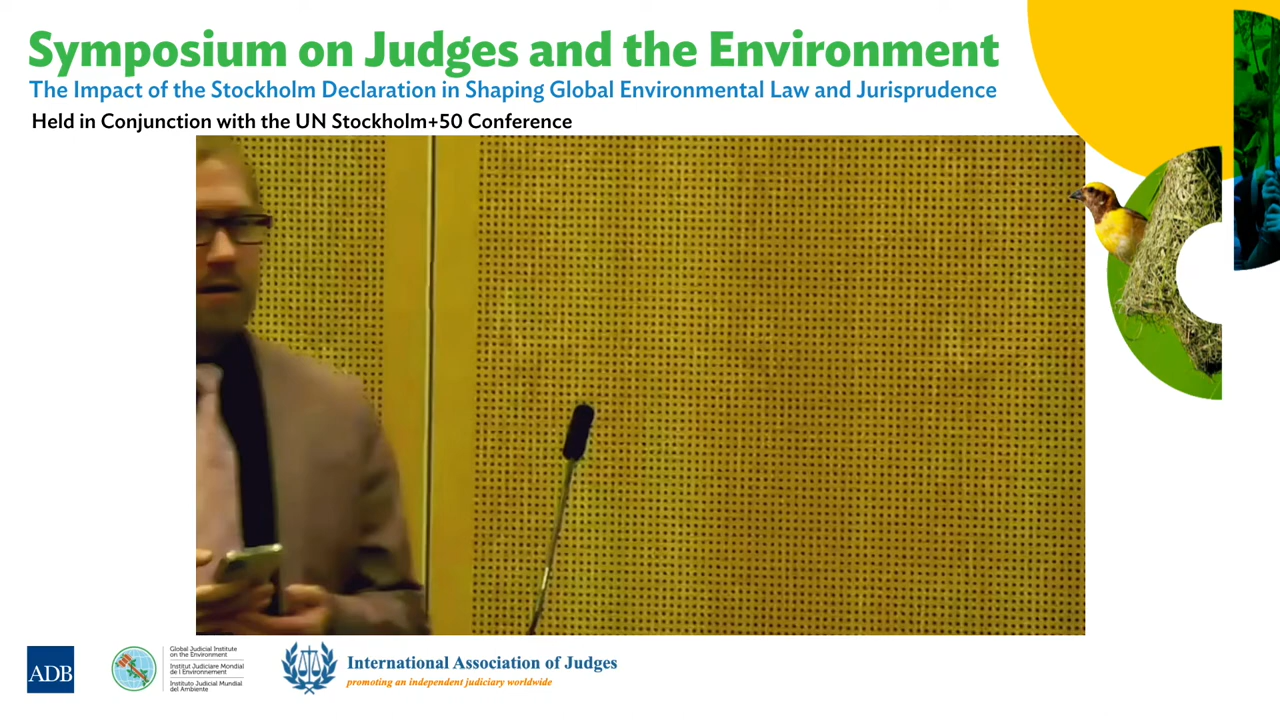 Symposium on Judges and the Environment
The Impact of the Stockholm Declaration in Shaping Global Environmental Law and Jurisprudence
Held in Conjunction with the UN Stockholm+50 Conference
ADB
Global Judicial Institute
on the Environment
Institut Judiciare Mondial
de l Environnement
Instituto Judicial Mundial
del Ambiente
International Association of Judges
promoting an independent judiciary worldwide